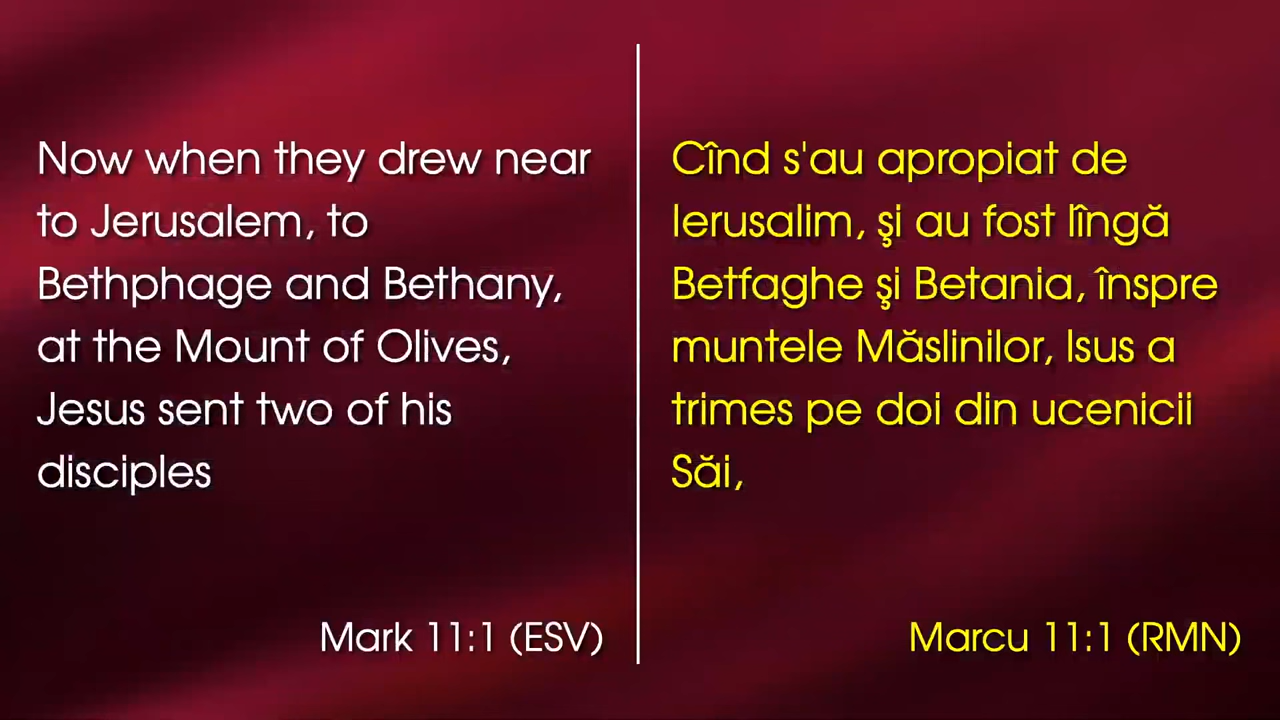 Now when they drew near
to Jerusalem, to
Bethphage and Bethany,
at the Mount of Olives,
Jesus sent two of his
disciples
Mark 11:1 (ESV)
Cînd s'au apropiat de
Ierusalim, şi au fost lîngă
Betfaghe şi Betania, înspre
muntele Măslinilor, Isus a
trimes pe doi din ucenicii
Săi,
Marcu 11:1 (RMN)